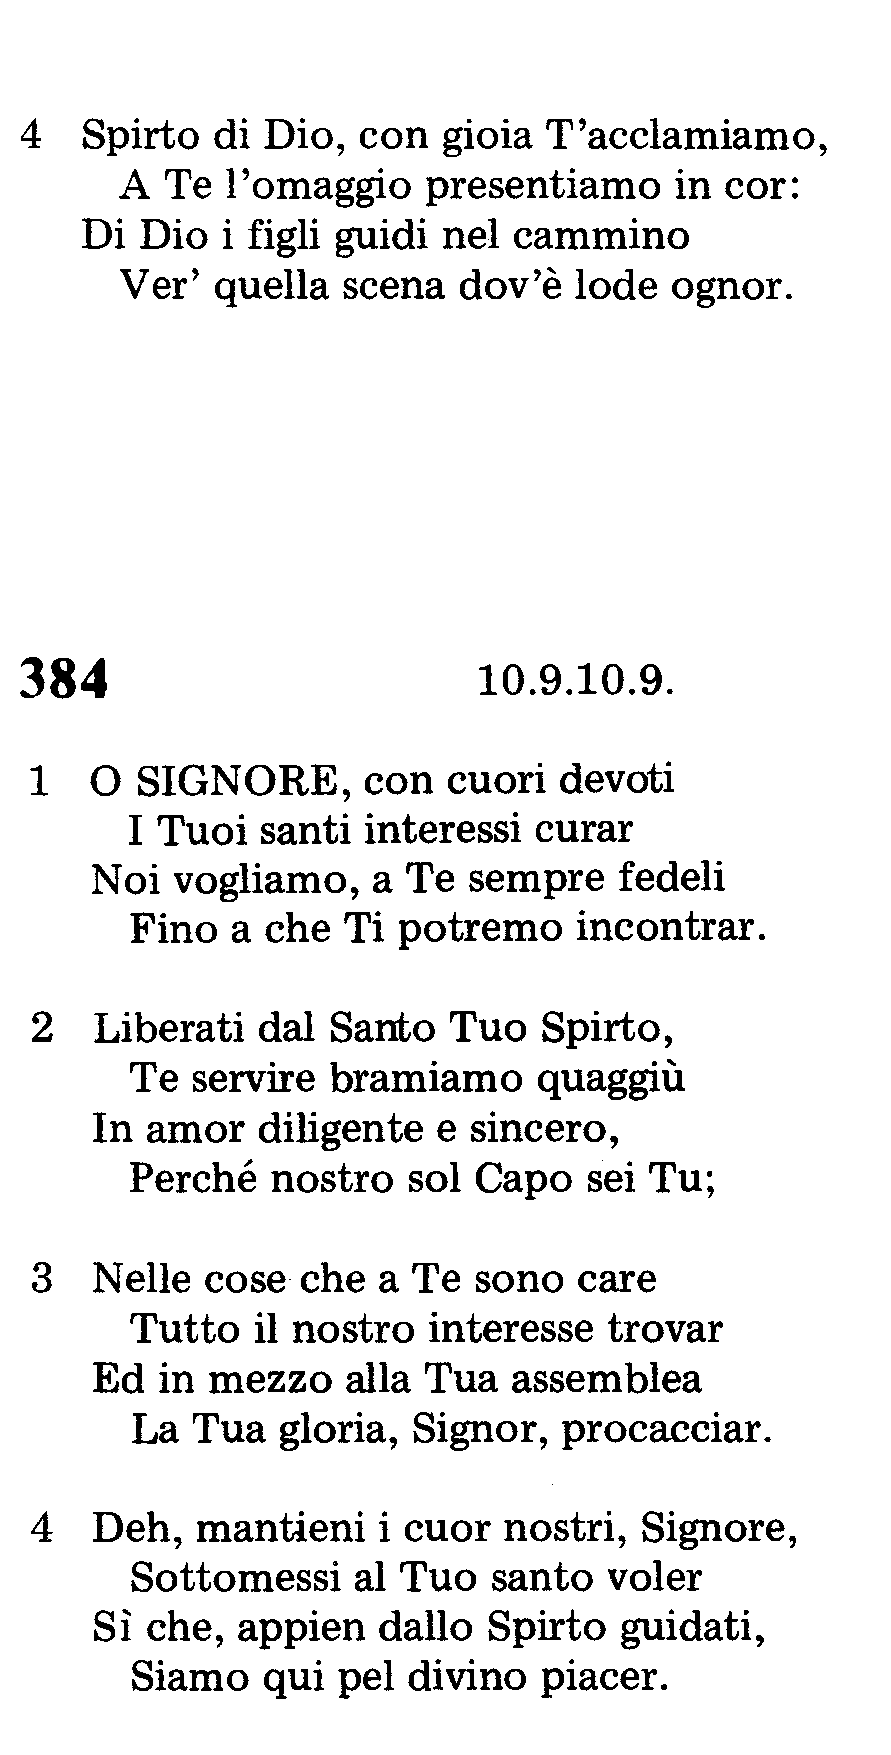 4 Spirto di Dio, con gioia T'acclamiamo,
A Te l'omaggio presentiamo in cor:
Di Dio i figli guidi nel cammino
Ver' quella scena dov'è lode ognor.
384 10.9.10.9.
1 O SIGNORE, con cuori devoti
I Tuoi santi interessi curar
Noi vogliamo, a Te sempre fedeli
Fino a che Ti potremo incontrar.
2 Liberati dal Santo Tuo Spirto,
Te servire bramiamo quaggiù
In amor diligente e sincero,
Perché nostro sol Capo sei Tu;
3 Nelle cose che a Te sono care
Tutto il nostro interesse trovar
Ed in mezzo alla Tua assemblea
La Tua gloria, Signor, procacciar.
4 Deh, mantieni i cuor nostri, Signore,
Sottomessi al Tuo santo voler
Sì che, appien dallo Spirto guidati,
Siamo qui pel divino piacer.